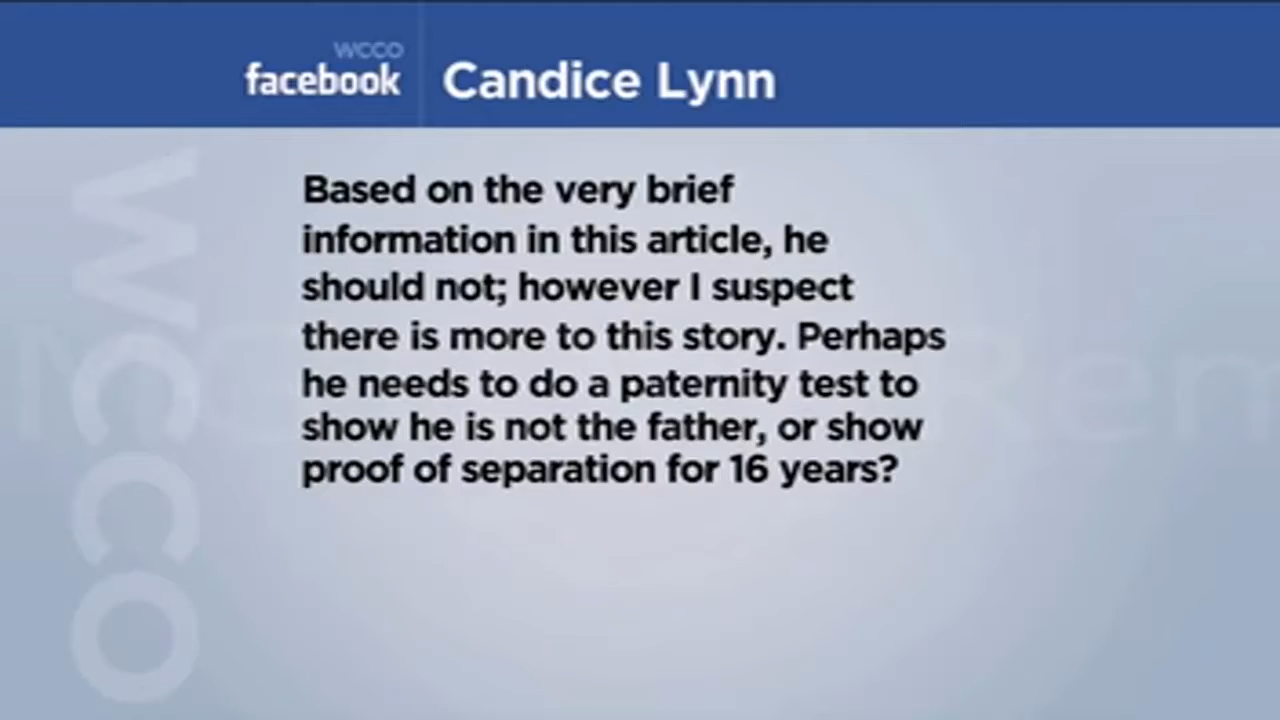 WCCO
facebook
Candice Lynn
Based on the very brief
information in this article, he
should not; however I suspect
there is more to this story. Perhaps
he needs to do a paternity test to
show he is not the father, or show
proof of separation for 16 years?
WCCO